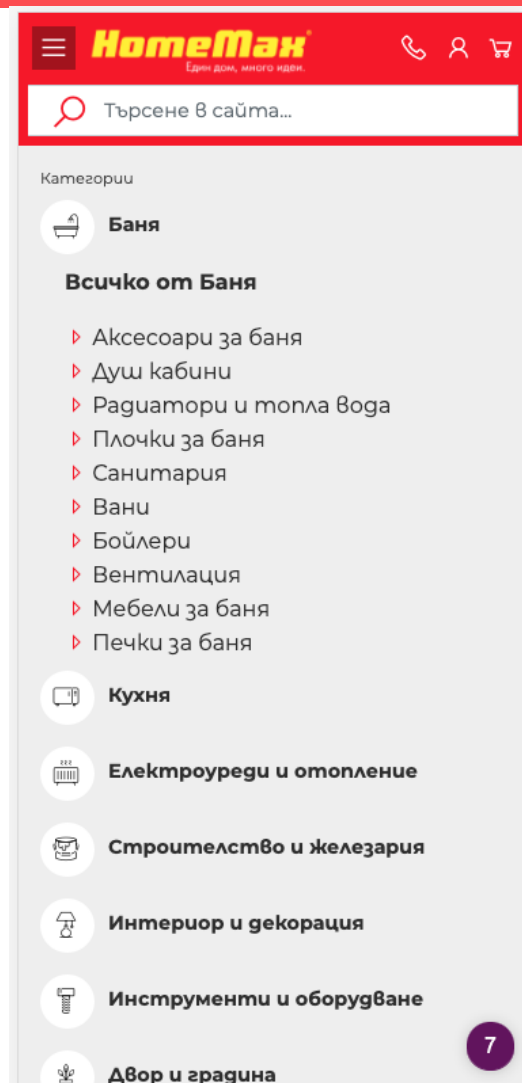 HomeMax
Един дом, много идеи.
Търсене в сайта...
Категории
Баня
Всичко от Баня
Аксесоари за баня
Душ кабини
Радиатори и топла вода
Плочки за баня
Санитария
Вани
Бойлери
Вентилация
Мебели за баня
Печки за баня
Кухня
Електроуреди и отопление
Строителство и железария
Интериор и декорация
Инструменти и оборудване
7
Двор и градина